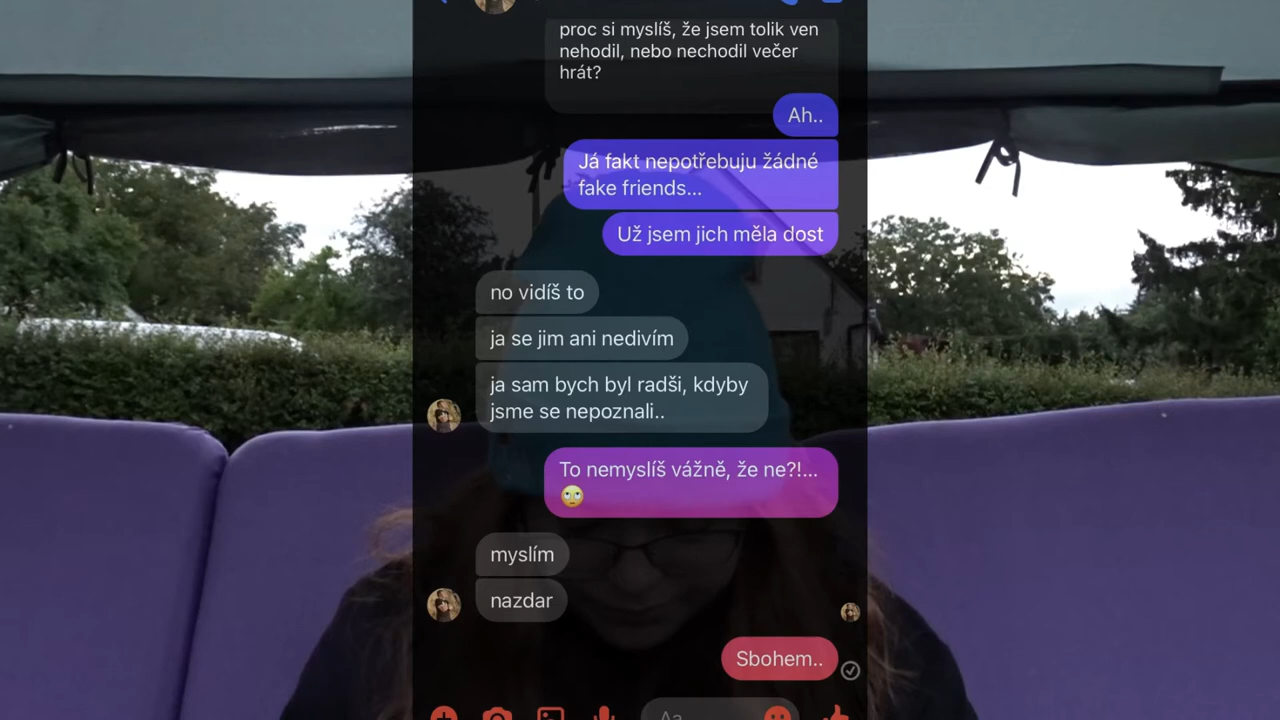 proc si myslíš, že jsem tolik ven
nehodil, nebo nechodil večer
hrát?
Ah..
Já fakt nepotřebuju žádné
fake friends...
Už jsem jich měla dost
no vidíš to
ja se jim ani nedivím
ja sam bych byl radši, kdyby
jsme se nepoznali..
To nemyslíš vážně, že ne?!...
🙄
myslím
nazdar
Sbohem..
Aa